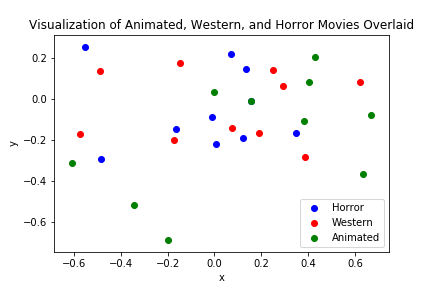 Visualization of Animated, Western, and Horror Movies Overlaid
0.2
0.0
−0.2
−0.4
−0.6
y
−0.6 −0.4 −0.2 0.0 0.2 0.4 0.6
x
Horror
Western
Animated